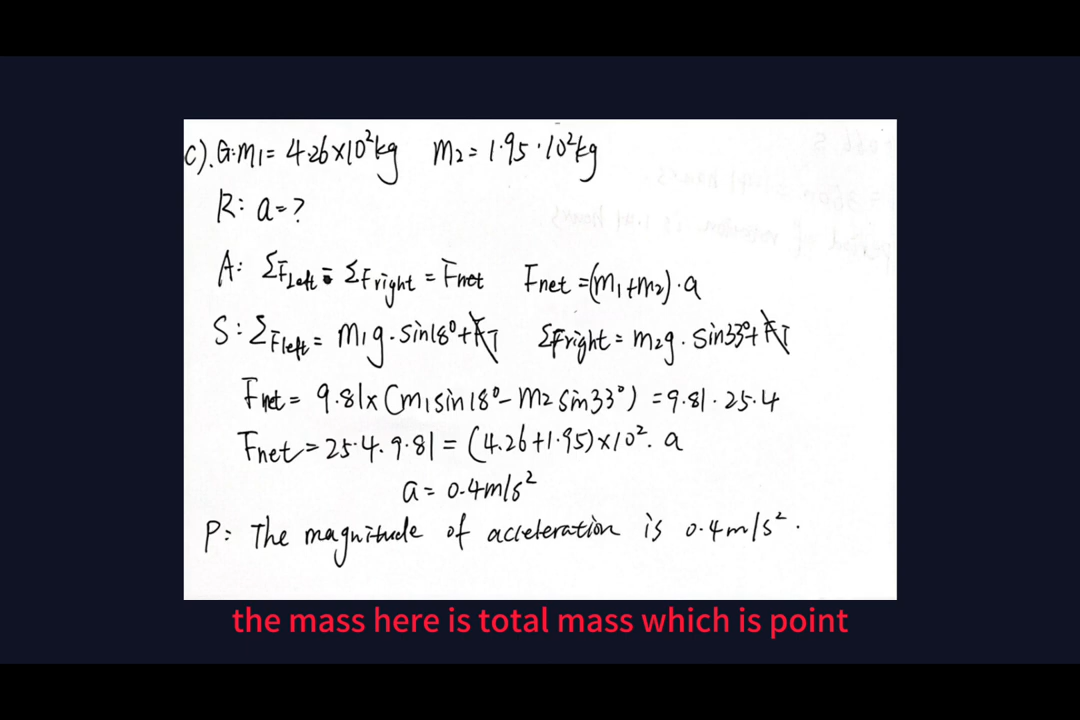 c). G: m1 = 4.26×10²kg m2 = 1.95·10²kg
R: a=?
A: ΣFleft - ΣFright = Fnet Fnet =(m1+m2)·a
S: ΣFleft = m1g·sin18°+FT ΣFright = m2g·sin33°+FT
Fnet = 9.81×(m1sin18°-m2sin33°) =9.81·25.4
Fnet=25.4·9.81=(4.26+1.95)×10²·a
a= 0.4m/s²
P: The magnitude of acceleration is 0.4m/s².
the mass here is total mass which is point